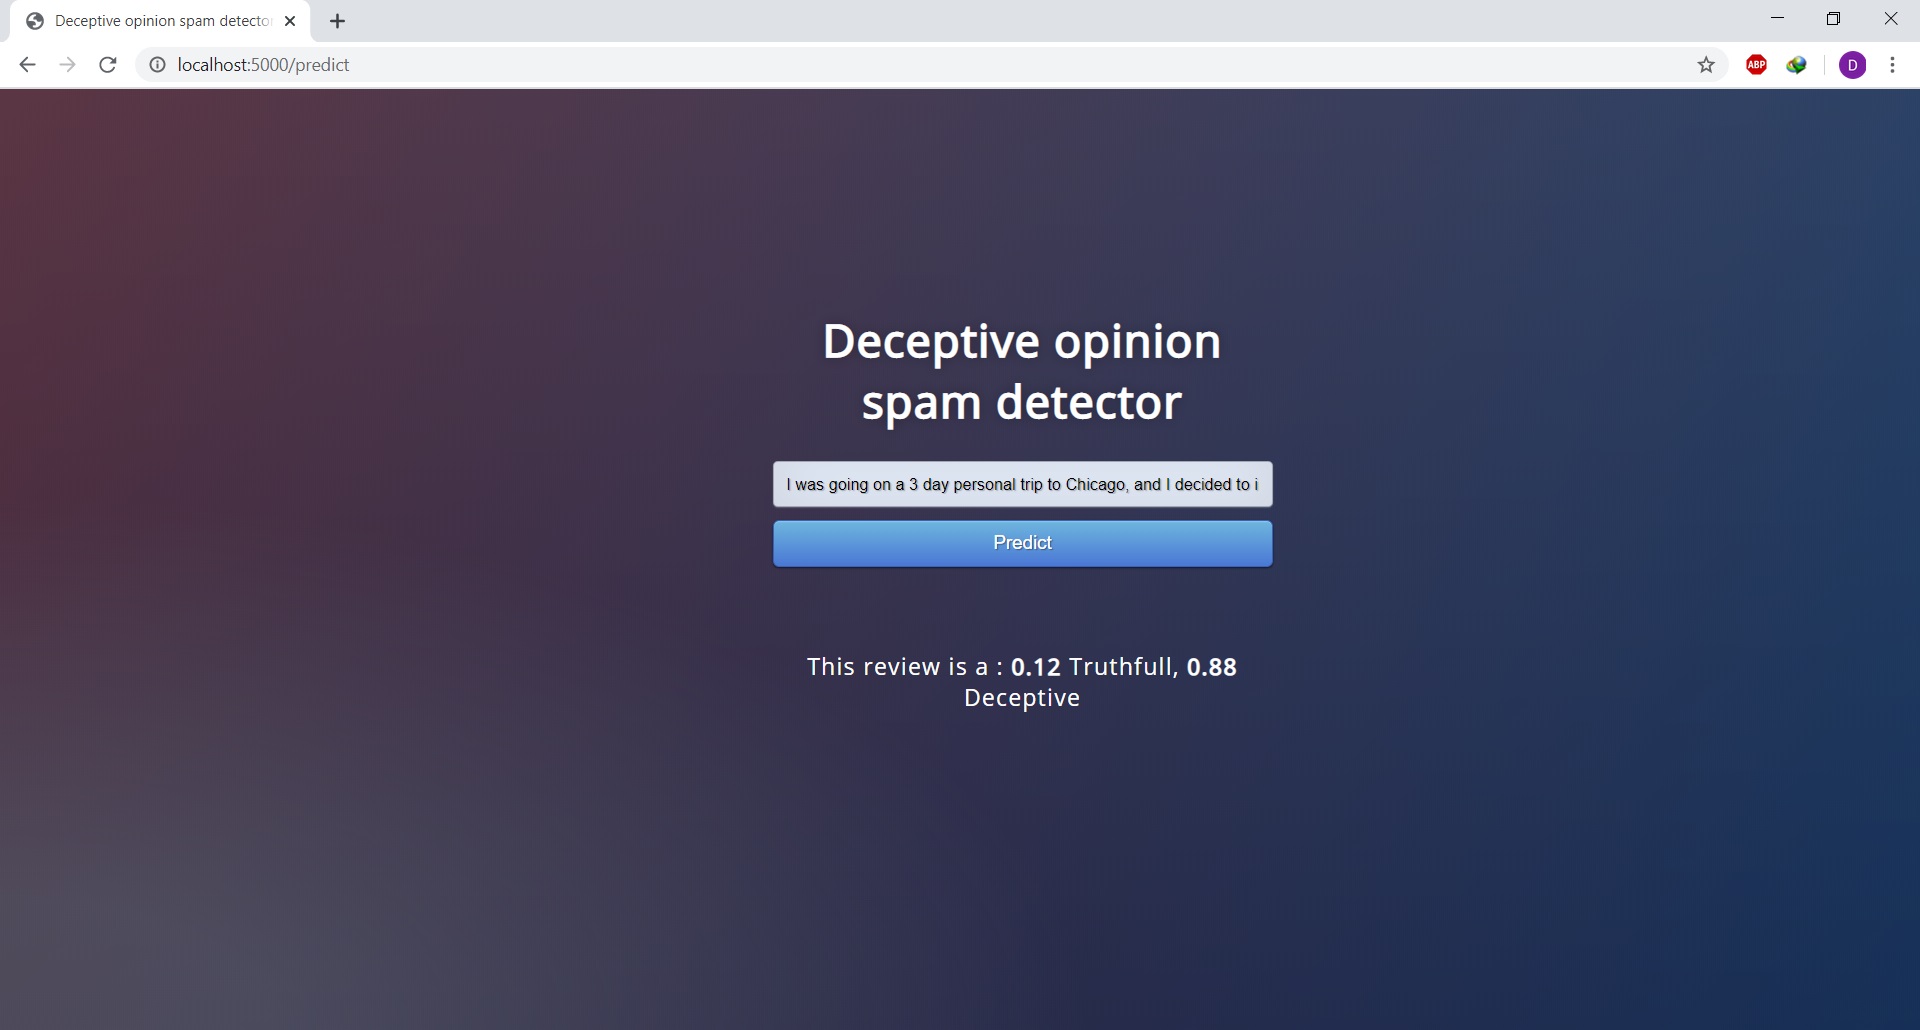 Deceptive opinion spam detecto
localhost:5000/predict
ABP
D
Deceptive opinion
spam detector
I was going on a 3 day personal trip to Chicago, and I decided to i
Predict
This review is a : 0.12 Truthfull, 0.88
Deceptive